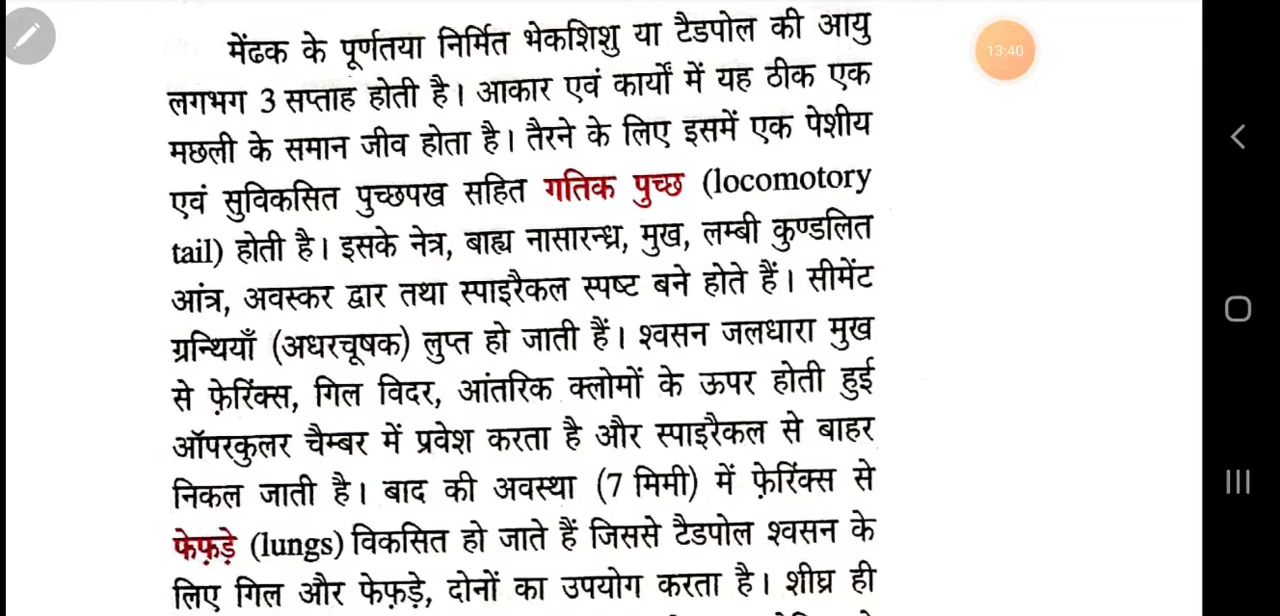 13:40
मेंढक के पूर्णतया निर्मित भेकशिशु या टैडपोल की आयु
लगभग 3 सप्ताह होती है। आकार एवं कार्यों में यह ठीक एक
मछली के समान जीव होता है। तैरने के लिए इसमें एक पेशीय
एवं सुविकसित पुच्छपख सहित गतिक पुच्छ (locomotory
tail) होती है। इसके नेत्र, बाह्य नासारन्ध्र, मुख, लम्बी कुण्डलित
आंत्र, अवस्कर द्वार तथा स्पाइरैकल स्पष्ट बने होते हैं। सीमेंट
ग्रन्थियाँ (अधरचूषक) लुप्त हो जाती हैं। श्वसन जलधारा मुख
से फ़ेरिंक्स, गिल विदर, आंतरिक क्लोमों के ऊपर होती हुई
ऑपरकुलर चैम्बर में प्रवेश करता है और स्पाइरैकल से बाहर
निकल जाती है। बाद की अवस्था (7 मिमी) में फ़ेरिंक्स से
फेफ़ड़े (lungs) विकसित हो जाते हैं जिससे टैडपोल श्वसन के
लिए गिल और फेफ़ड़े, दोनों का उपयोग करता है। शीघ्र ही